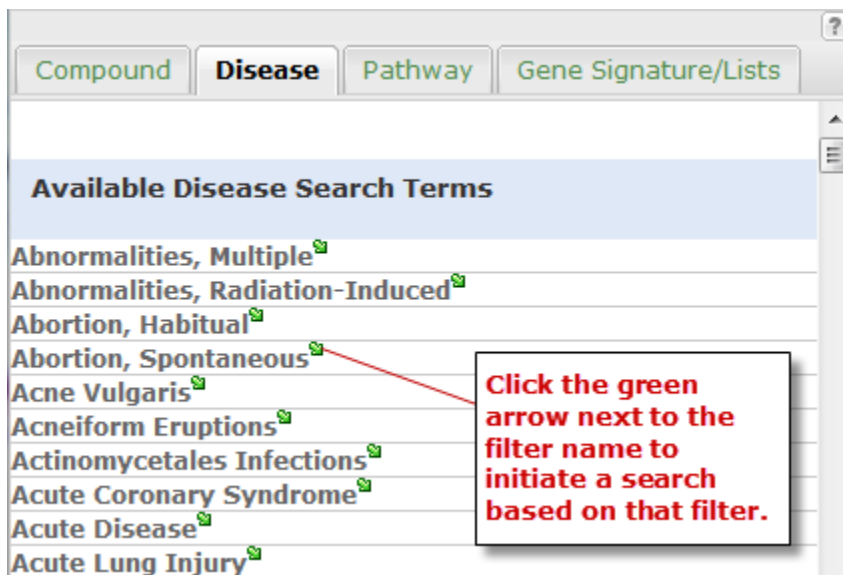 ?
Compound Disease Pathway Gene Signature/Lists
Available Disease Search Terms
Abnormalities, Multiple
Abnormalities, Radiation-Induced
Abortion, Habitual
Abortion, Spontaneous
Acne Vulgaris
Acneiform Eruptions
Actinomycetales Infections
Acute Coronary Syndrome
Acute Disease
Acute Lung Injury
Click the green
arrow next to the
filter name to
initiate a search
based on that filter.